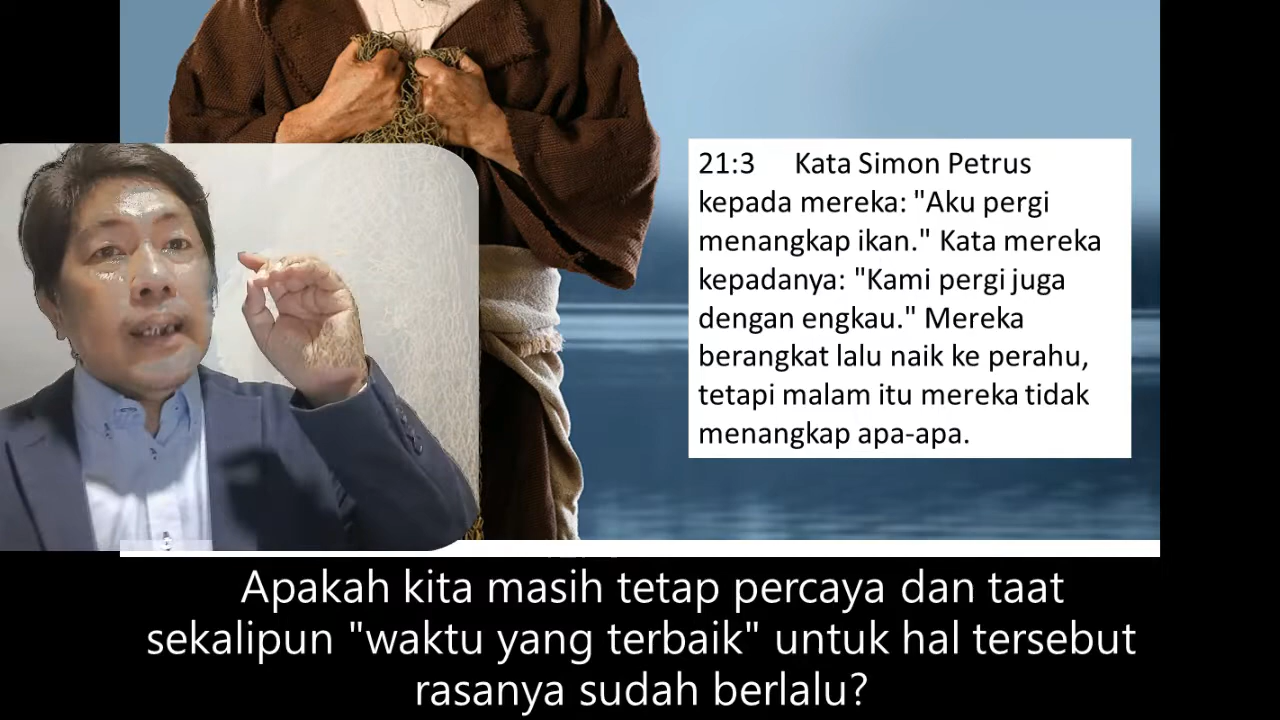 21:3 Kata Simon Petrus
kepada mereka: "Aku pergi
menangkap ikan." Kata mereka
kepadanya: "Kami pergi juga
dengan engkau." Mereka
berangkat lalu naik ke perahu,
tetapi malam itu mereka tidak
menangkap apa-apa.
Apakah kita masih tetap percaya dan taat
sekalipun "waktu yang terbaik" untuk hal tersebut
rasanya sudah berlalu?